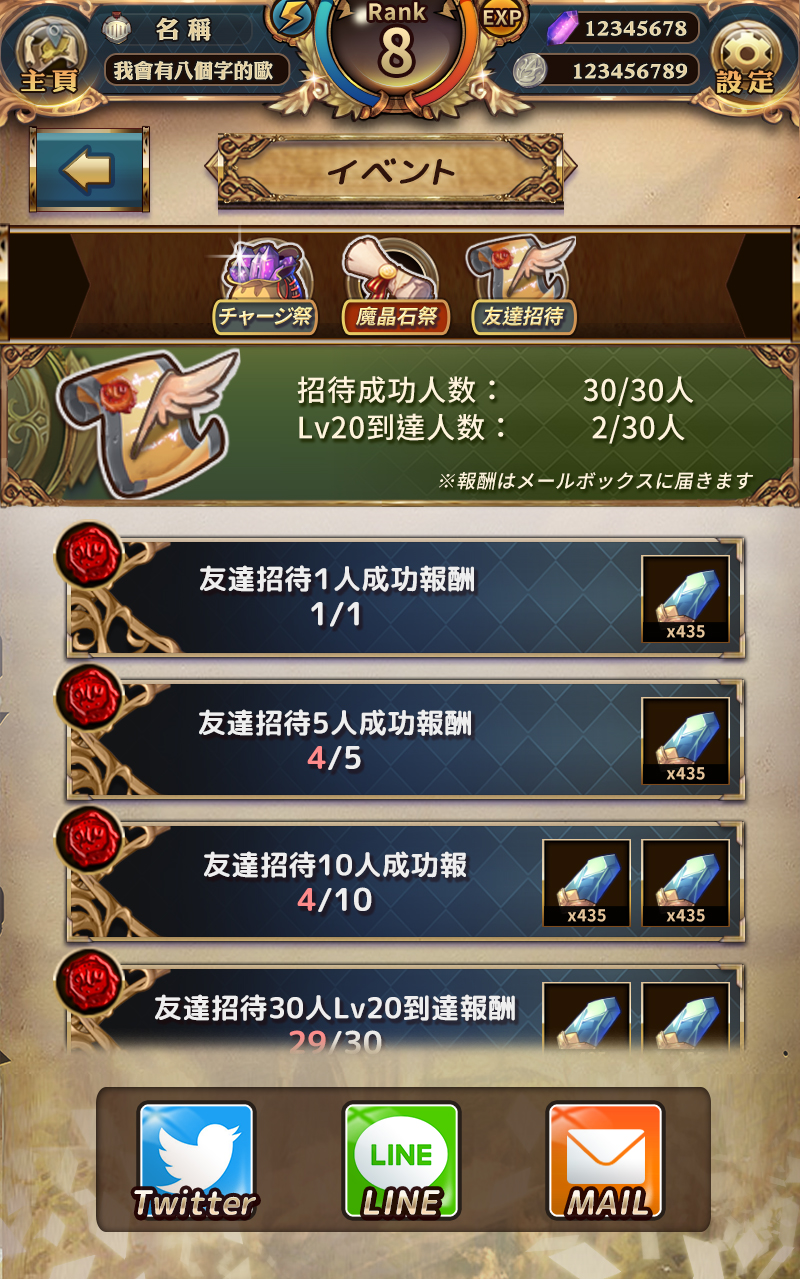 主頁
名稱
我會有八個字的歐
Rank
8
EXP
12345678
123456789
設定
イベント
チャージ祭
魔晶石祭
友達招待
招待成功人数： 30/30人
Lv20到達人数： 2/30人
※報酬はメールボックスに届きます
友達招待1人成功報酬
1/1
x435
友達招待5人成功報酬
4/5
x435
友達招待10人成功報
4/10
x435
x435
友達招待30人Lv20到達報酬
29/30
Twitter
LINE
LINE
MAIL